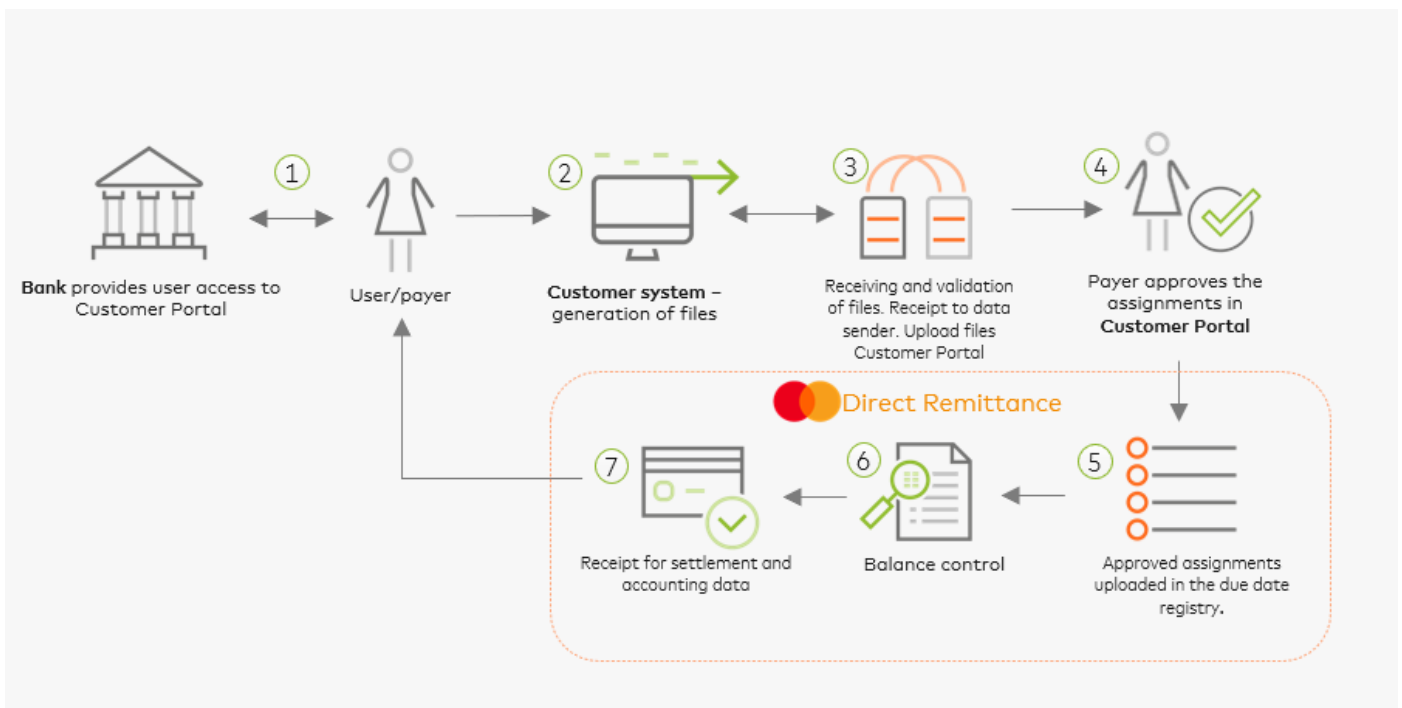 1
Bank provides user access to
Customer Portal
User/payer
2
Customer system –
generation of files
3
Receiving and validation
of files. Receipt to data
sender. Upload files
Customer Portal
4
Payer approves the
assignments in
Customer Portal
Direct Remittance
5
Approved assignments
uploaded in the due date
registry.
6
Balance control
7
Receipt for settlement and
accounting data